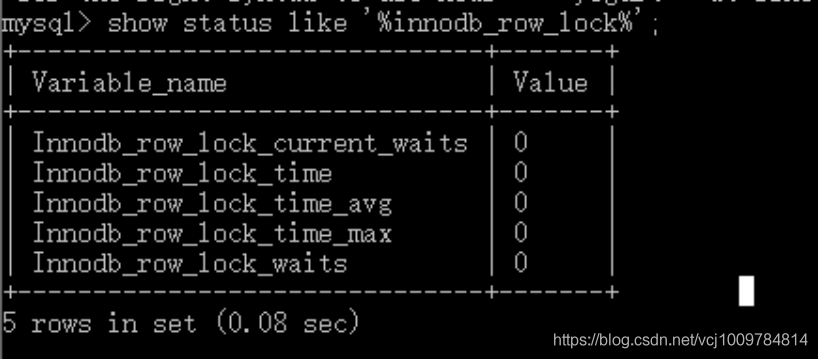 mysql> show status like '%innodb_row_lock%';
+-------------------------------+-------+
| Variable_name | Value |
+-------------------------------+-------+
| Innodb_row_lock_current_waits | 0 |
| Innodb_row_lock_time | 0 |
| Innodb_row_lock_time_avg | 0 |
| Innodb_row_lock_time_max | 0 |
| Innodb_row_lock_waits | 0 |
+-------------------------------+-------+
5 rows in set (0.08 sec)
https://blog.csdn.net/vcj1009784814